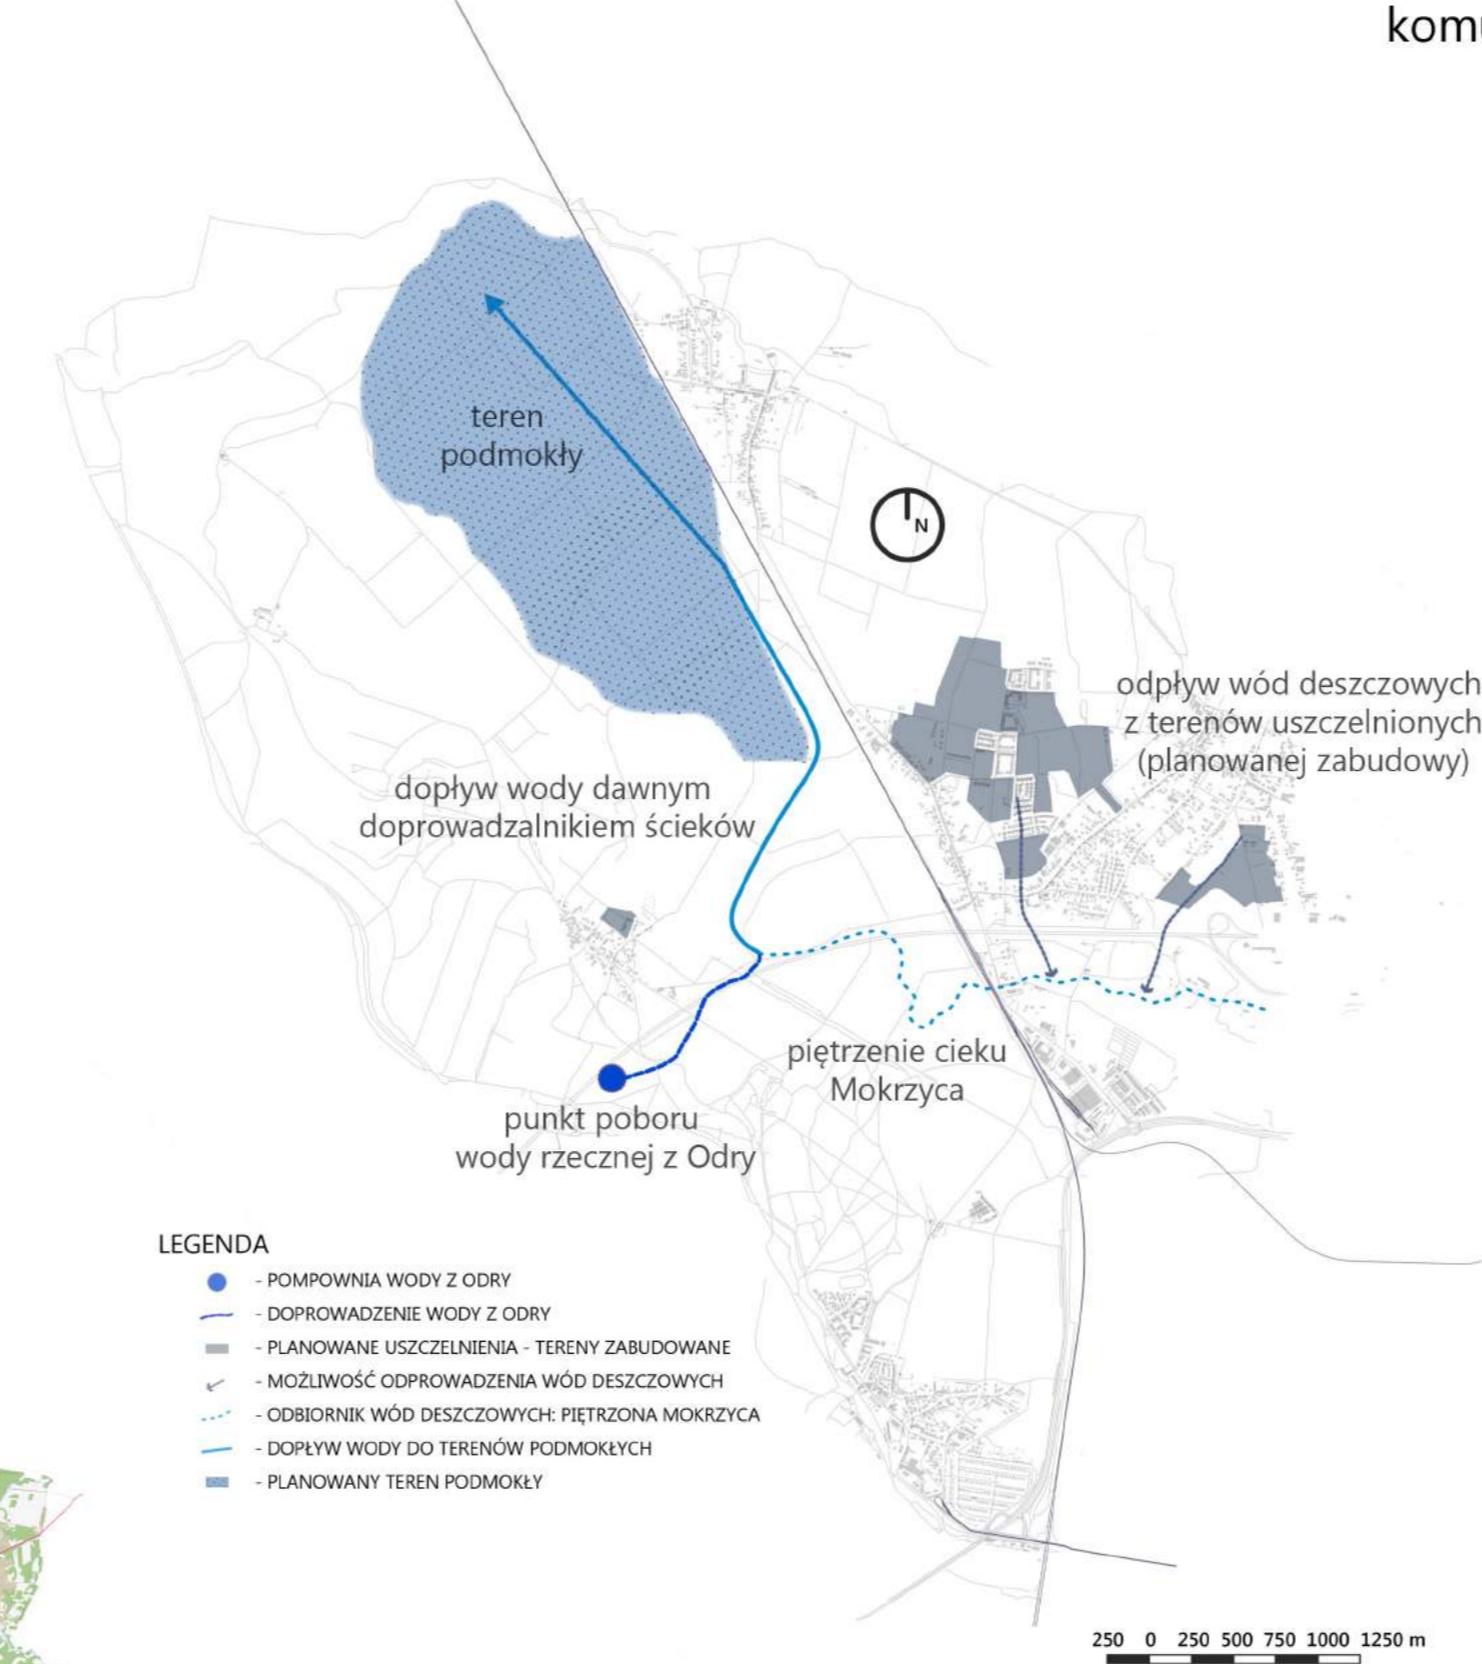 komu
teren
podmokły
N
odpływ wód deszczowych
z terenów uszczelnionych
(planowanej zabudowy)
dopływ wody dawnym
doprowadzalnikiem ścieków
piętrzenie cieku
Mokrzyca
punkt poboru
wody rzecznej z Odry
LEGENDA
- POMPOWNIA WODY Z ODRY
- DOPROWADZENIE WODY Z ODRY
- PLANOWANE USZCZELNIENIA - TERENY ZABUDOWANE
- MOŻLIWOŚĆ ODPROWADZENIA WÓD DESZCZOWYCH
- ODBIORNIK WÓD DESZCZOWYCH: PIĘTRZONA MOKRZYCA
- DOPŁYW WODY DO TERENÓW PODMOKŁYCH
- PLANOWANY TEREN PODMOKŁY
250 0 250 500 750 1000 1250 m